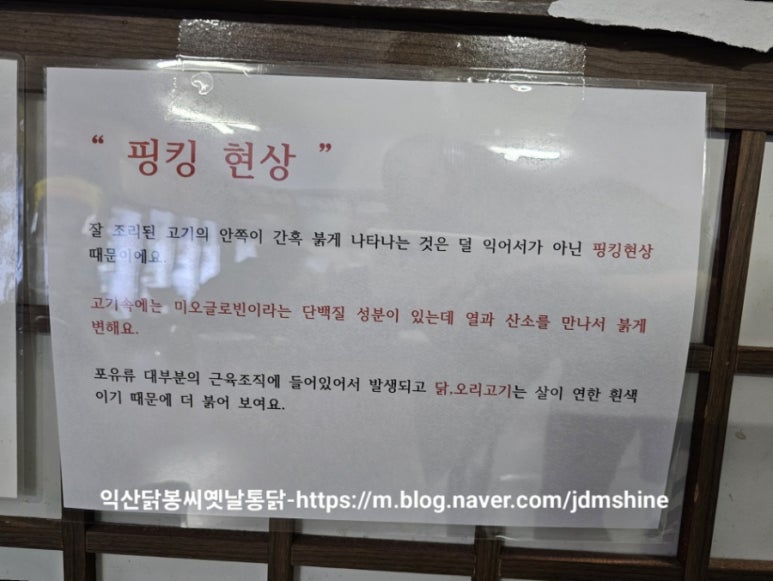 “ 핑킹 현상 ”
잘 조리된 고기의 안쪽이 간혹 붉게 나타나는 것은 덜 익어서가 아닌 핑킹현상
때문이에요.
고기속에는 미오글로빈이라는 단백질 성분이 있는데 열과 산소를 만나서 붉게
변해요.
포유류 대부분의 근육조직에 들어있어서 발생되고 닭,오리고기는 살이 연한 흰색
이기 때문에 더 붉어 보여요.
익산닭봉씨옛날통닭-https://m.blog.naver.com/jdmshine